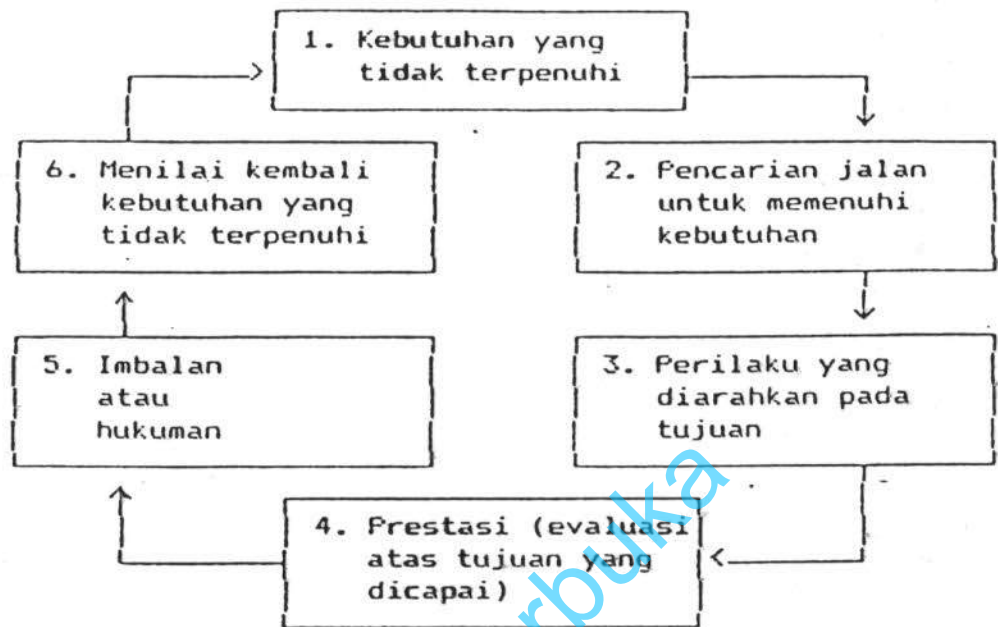 1. Kebutuhan yang
tidak terpenuhi
2. Pencarian jalan
untuk memenuhi
kebutuhan
3. Perilaku yang
diarahkan pada
tujuan
4. Prestasi (evaluasi
atas tujuan yang
dicapai)
5. Imbalan
atau
hukuman
6. Menilai kembali
kebutuhan yang
tidak terpenuhi
rbuka